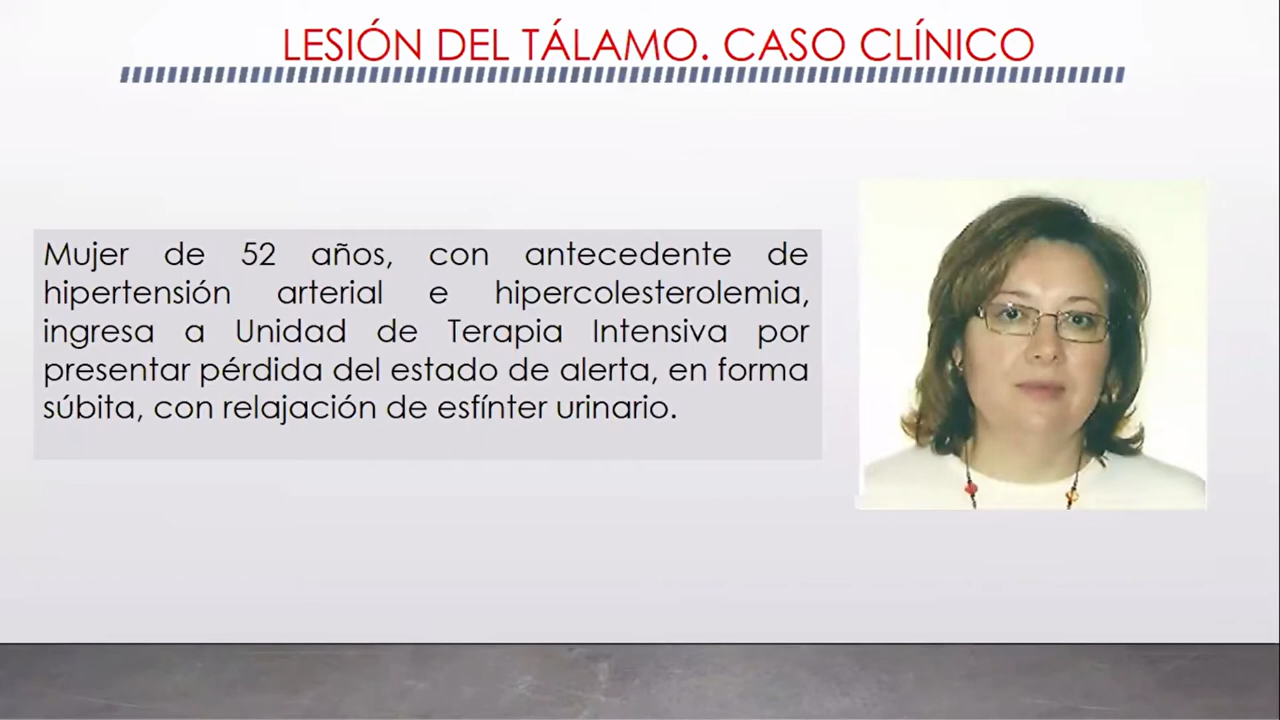 LESIÓN DEL TÁLAMO. CASO CLÍNICO
Mujer de 52 años, con antecedente de
hipertensión arterial e hipercolesterolemia,
ingresa a Unidad de Terapia Intensiva por
presentar pérdida del estado de alerta, en forma
súbita, con relajación de esfínter urinario.